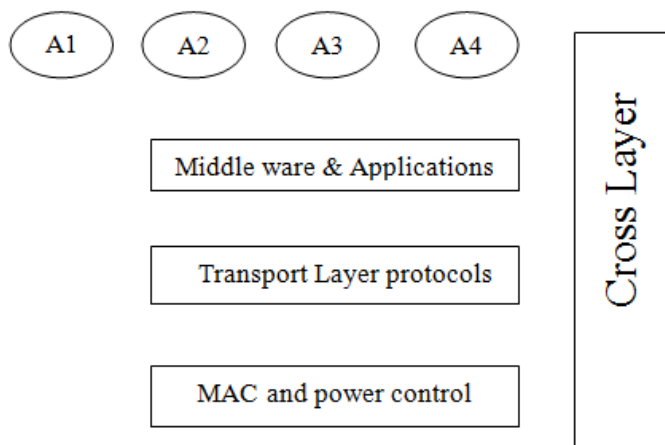 A1 A2 A3 A4
Middle ware & Applications
Transport Layer protocols
MAC and power control
Cross Layer